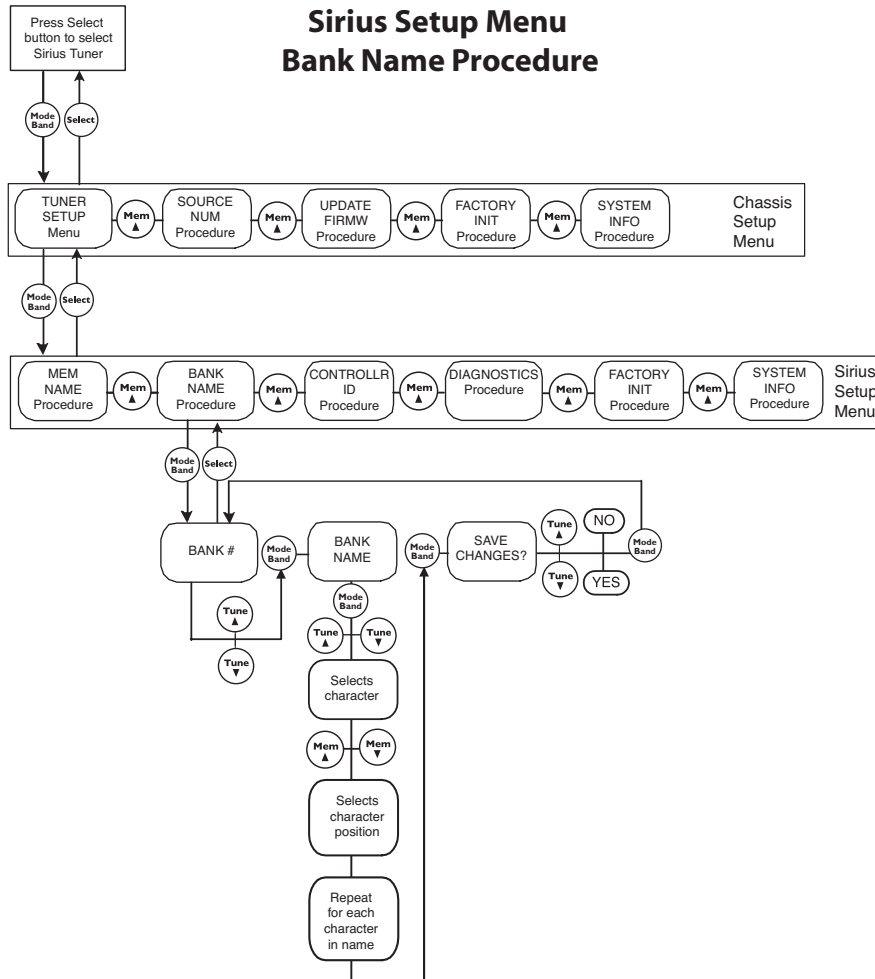 Sirius Setup Menu
Bank Name Procedure
Press Select
button to select
Sirius Tuner
Mode
Band
Select
TUNER
SETUP
Menu
Mem
▲
SOURCE
NUM
Procedure
Mem
▲
UPDATE
FIRMW
Procedure
Mem
▲
FACTORY
INIT
Procedure
Mem
▲
SYSTEM
INFO
Procedure
Chassis
Setup
Menu
Mode
Band
Select
MEM
NAME
Procedure
Mem
▲
BANK
NAME
Procedure
Mem
▲
CONTROLLR
ID
Procedure
Mem
▲
DIAGNOSTICS
Procedure
Mem
▲
FACTORY
INIT
Procedure
Mem
▲
SYSTEM
INFO
Procedure
Sirius
Setup
Menu
Mode
Band
Select
BANK #
Tune
▲
Tune
▼
Mode
Band
BANK
NAME
Mode
Band
Tune
▲
Tune
▼
Selects
character
Mem
▲
Mem
▼
Selects
character
position
Repeat
for each
character
in name
Mode
Band
SAVE
CHANGES?
Tune
▲
Tune
▼
NO
YES
Mode
Band